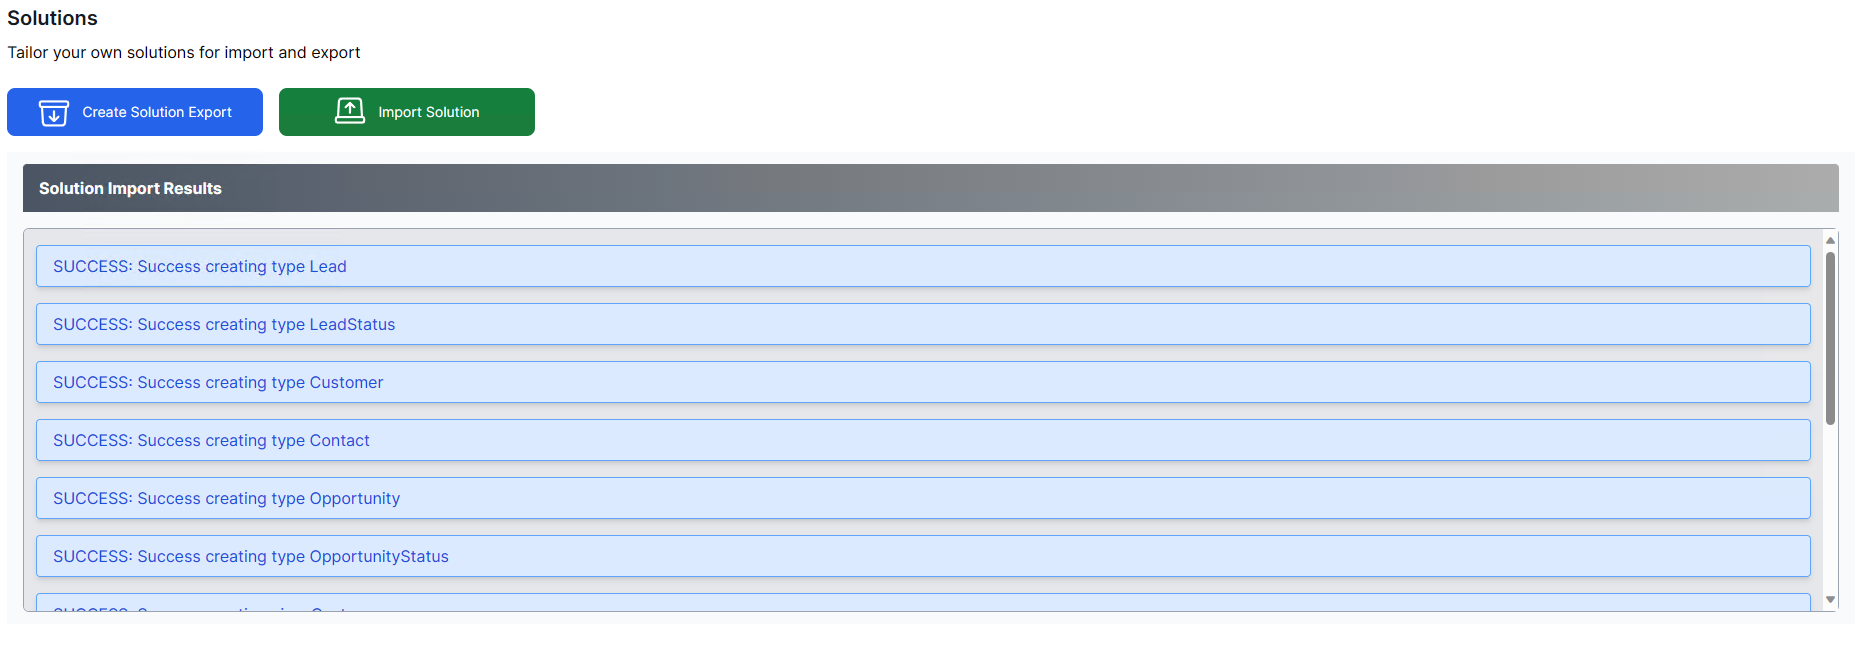 Solutions
Tailor your own solutions for import and export
Create Solution Export
Import Solution
Solution Import Results
SUCCESS: Success creating type Lead
SUCCESS: Success creating type LeadStatus
SUCCESS: Success creating type Customer
SUCCESS: Success creating type Contact
SUCCESS: Success creating type Opportunity
SUCCESS: Success creating type OpportunityStatus
SUCCESS: